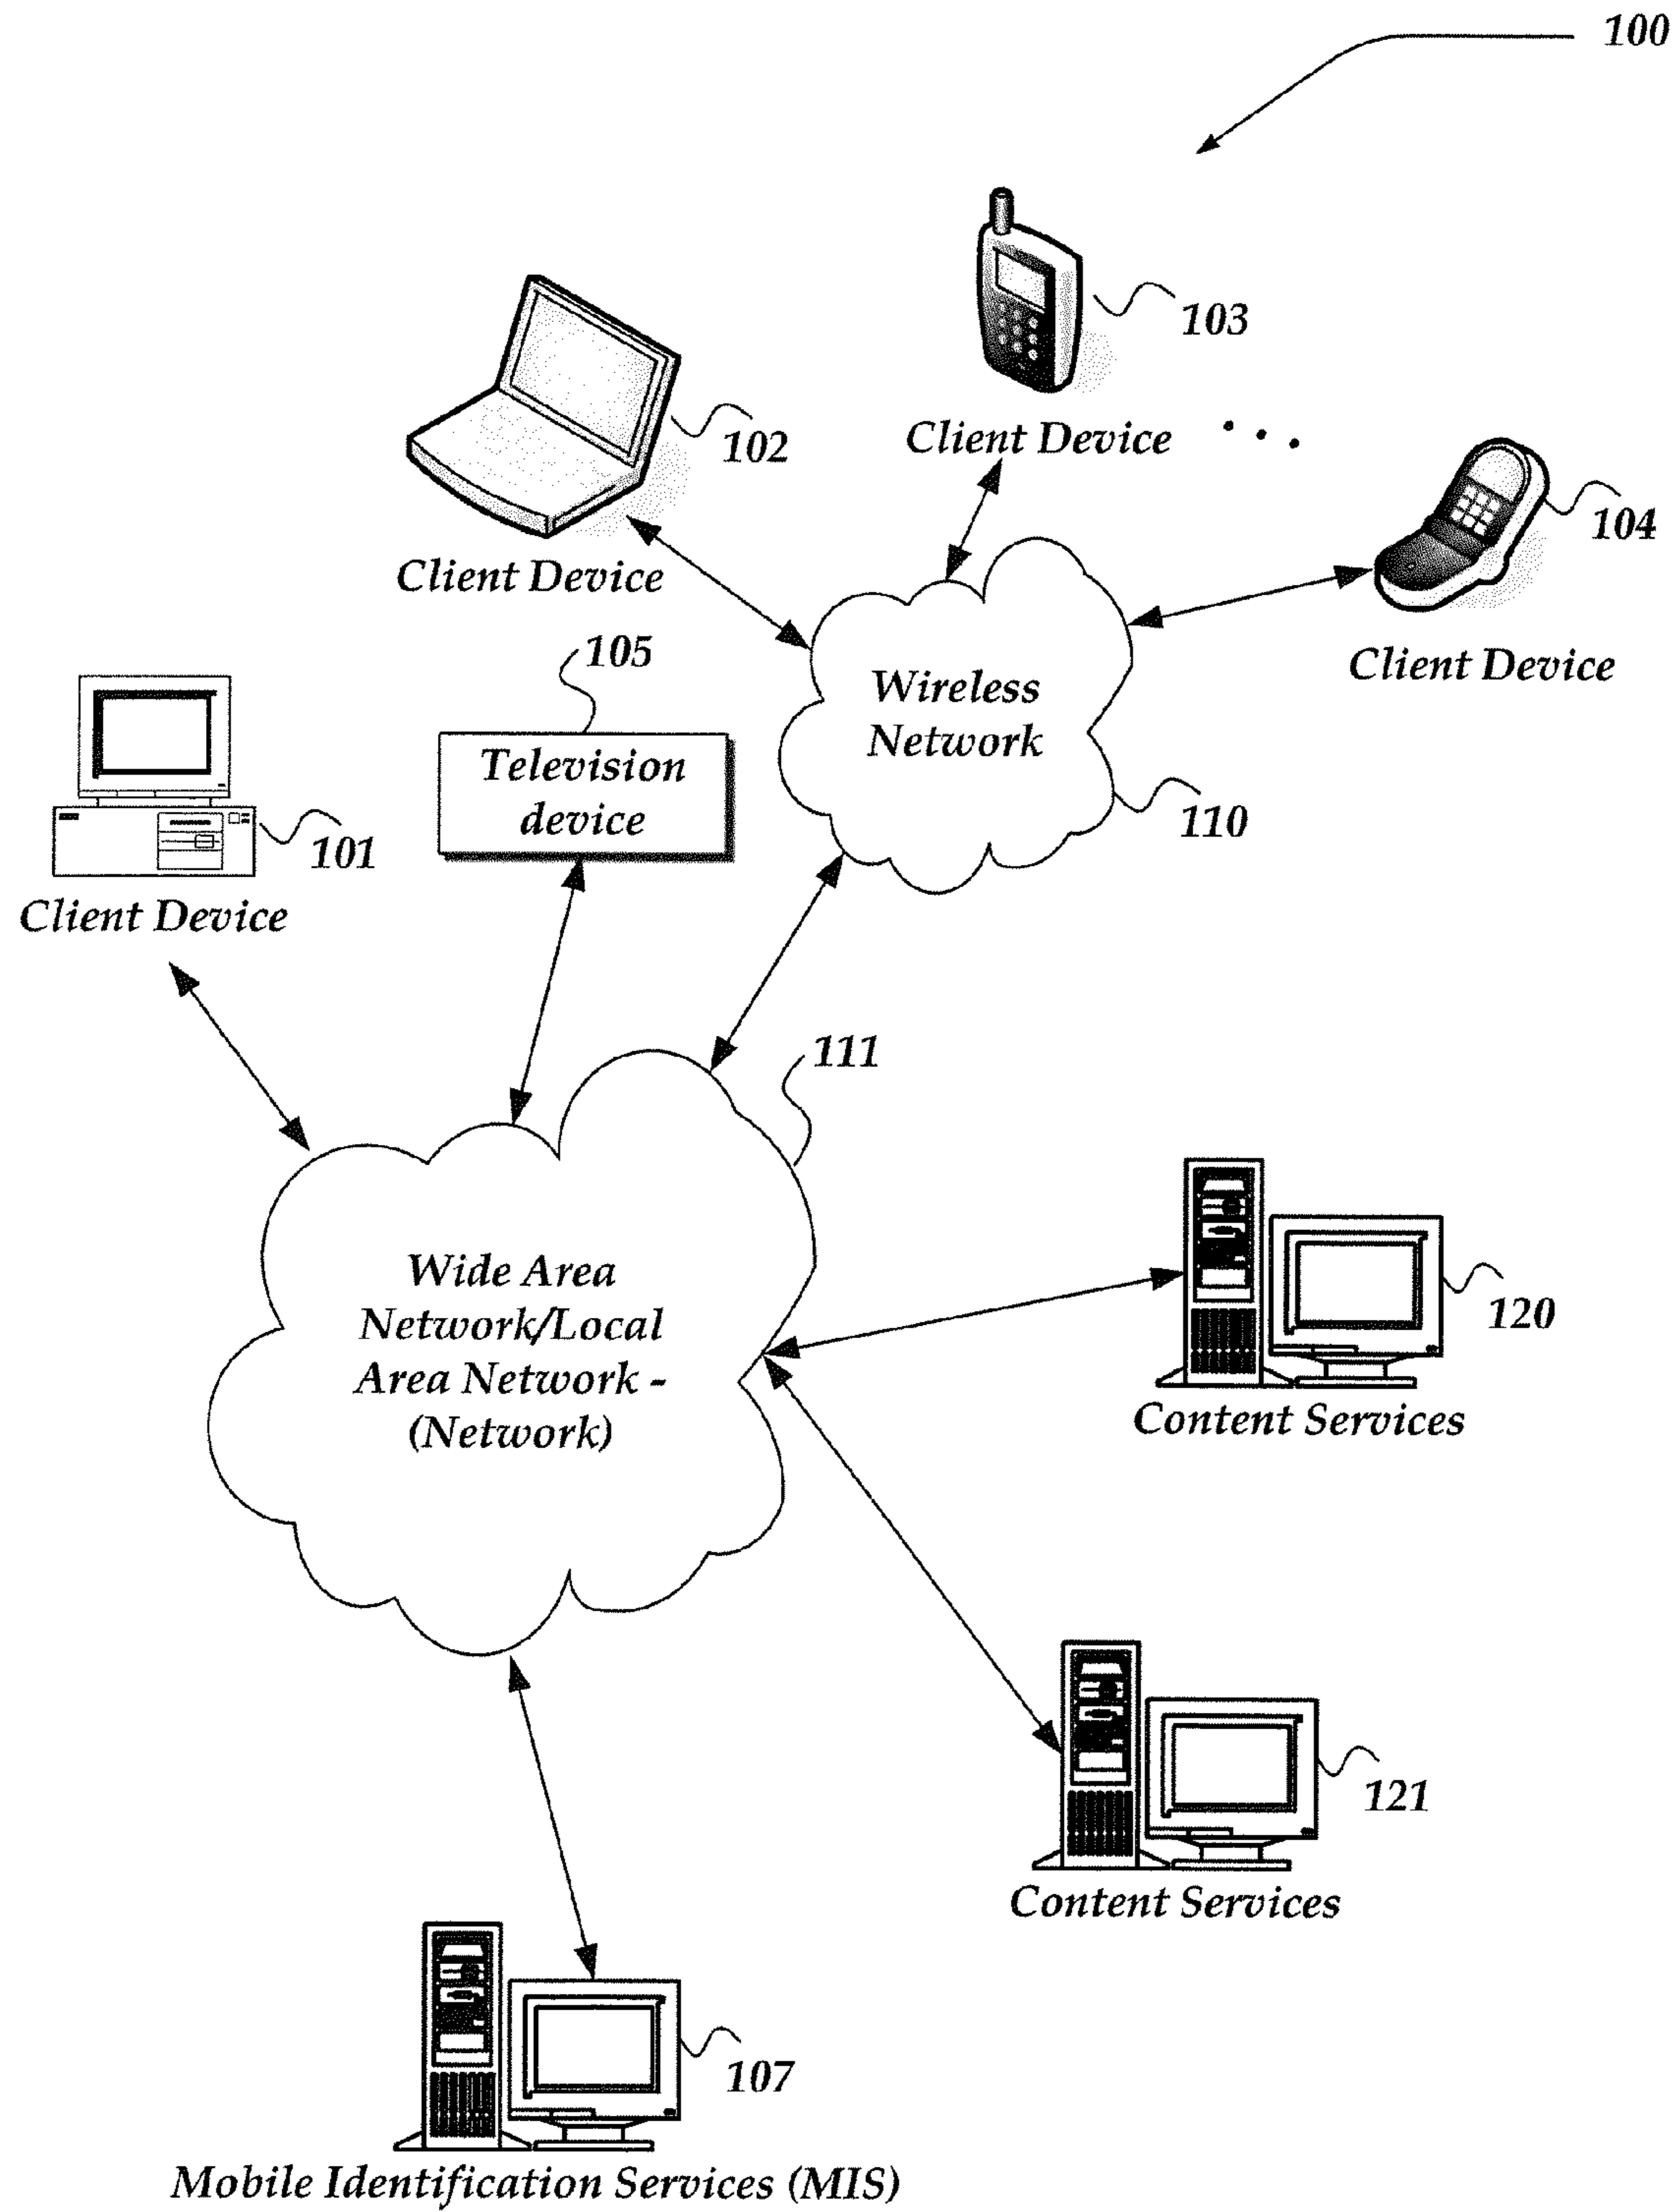 100
103
Client Device
102
Client Device
104
Client Device
105
Wireless
Network
110
Television
device
101
Client Device
111
Wide Area
Network/Local
Area Network -
(Network)
120
Content Services
121
Content Services
107
Mobile Identification Services (MIS)